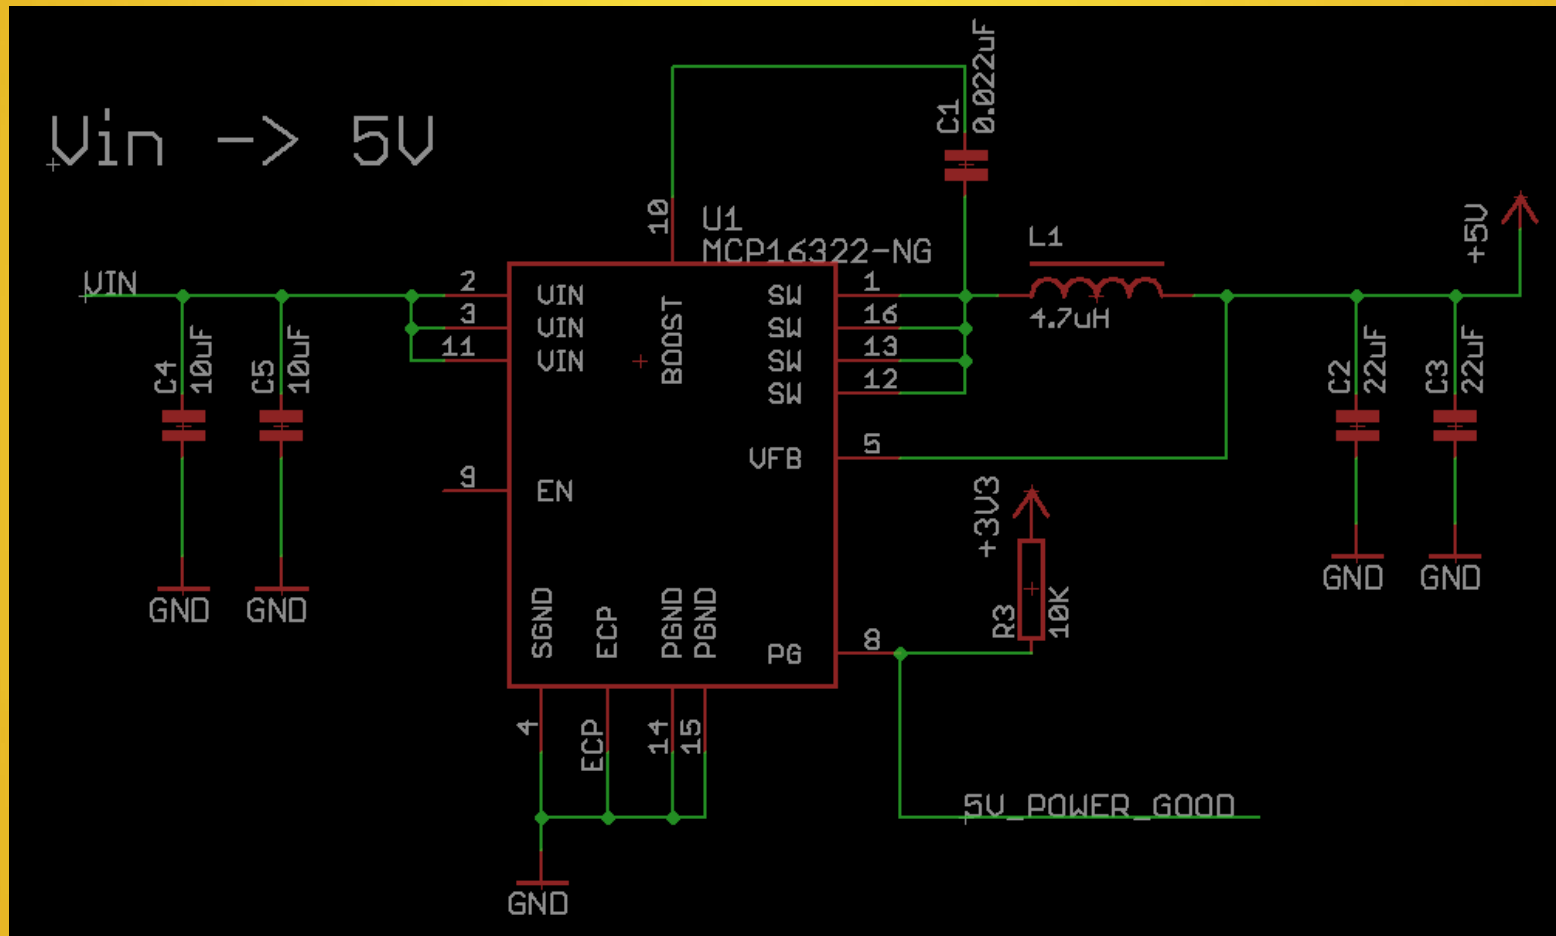 Vin -> 5V
C1
0.022uF
10
U1
MCP16322-NG
L1
4.7uH
+5V
VIN
2
3
11
VIN
VIN
VIN
BOOST
SW
SW
SW
SW
1
16
13
12
C4
10uF
C5
10uF
C2
22uF
C3
22uF
VFB
5
9
EN
+3V3
R3
10K
GND
GND
GND
GND
SGND
ECP
PGND
PGND
PG
8
4
ECP
14
15
5V_POWER_GOOD
GND